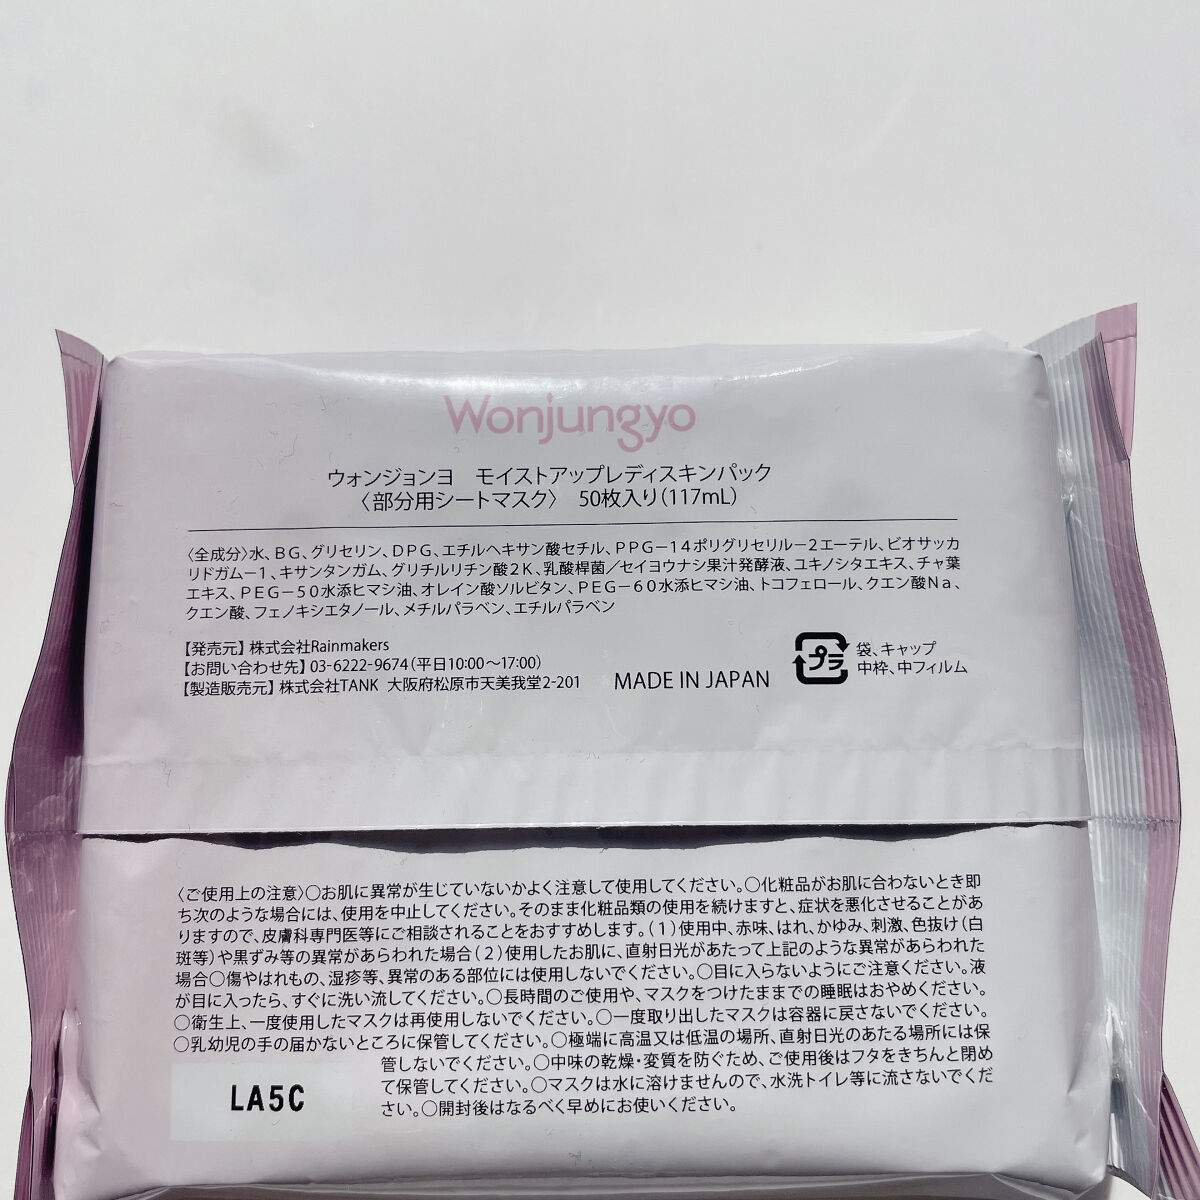 Wonjungyo
ウォンジョンヨ　モイストアップレディスキンパック
〈部分用シートマスク〉　50枚入り(117mL)
〈全成分〉水、BG、グリセリン、DPG、エチルヘキサン酸セチル、PPG－14ポリグリセリル－2エーテル、ビオサッカ
リドガム－1、キサンタンガム、グリチルリチン酸2K、乳酸桿菌／セイヨウナシ果汁発酵液、ユキノシタエキス、チャ葉
エキス、PEG－50水添ヒマシ油、オレイン酸ソルビタン、PEG－60水添ヒマシ油、トコフェロール、クエン酸Na、
クエン酸、フェノキシエタノール、メチルパラベン、エチルパラベン
【発売元】株式会社Rainmakers
【お問い合わせ先】03-6222-9674(平日10:00～17:00)
【製造販売元】株式会社TANK 大阪府松原市天美我堂2-201
MADE IN JAPAN
プラ
袋、キャップ
中枠、中フィルム
〈ご使用上の注意〉○お肌に異常が生じていないかよく注意して使用してください。○化粧品がお肌に合わないとき即
ち次のような場合には、使用を中止してください。そのまま化粧品類の使用を続けますと、症状を悪化させることがあ
りますので、皮膚科専門医等にご相談されることをおすすめします。(1)使用中、赤味、はれ、かゆみ、刺激、色抜け(白
斑等)や黒ずみ等の異常があらわれた場合(2)使用したお肌に、直射日光があたって上記のような異常があらわれた
場合○傷やはれもの、湿疹等、異常のある部位には使用しないでください。○目に入らないようにご注意ください。液
が目に入ったら、すぐに洗い流してください。○長時間のご使用や、マスクをつけたままでの睡眠はおやめください。
○衛生上、一度使用したマスクは再使用しないでください。○一度取り出したマスクは容器に戻さないでください。
○乳幼児の手の届かないところに保管してください。○極端に高温又は低温の場所、直射日光のあたる場所には保
管しないでください。○中味の乾燥・変質を防ぐため、ご使用後はフタをきちんと閉め
て保管してください。○マスクは水に溶けませんので、水洗トイレ等に流さないでくだ
さい。○開封後はなるべく早めにお使いください。
LA5C